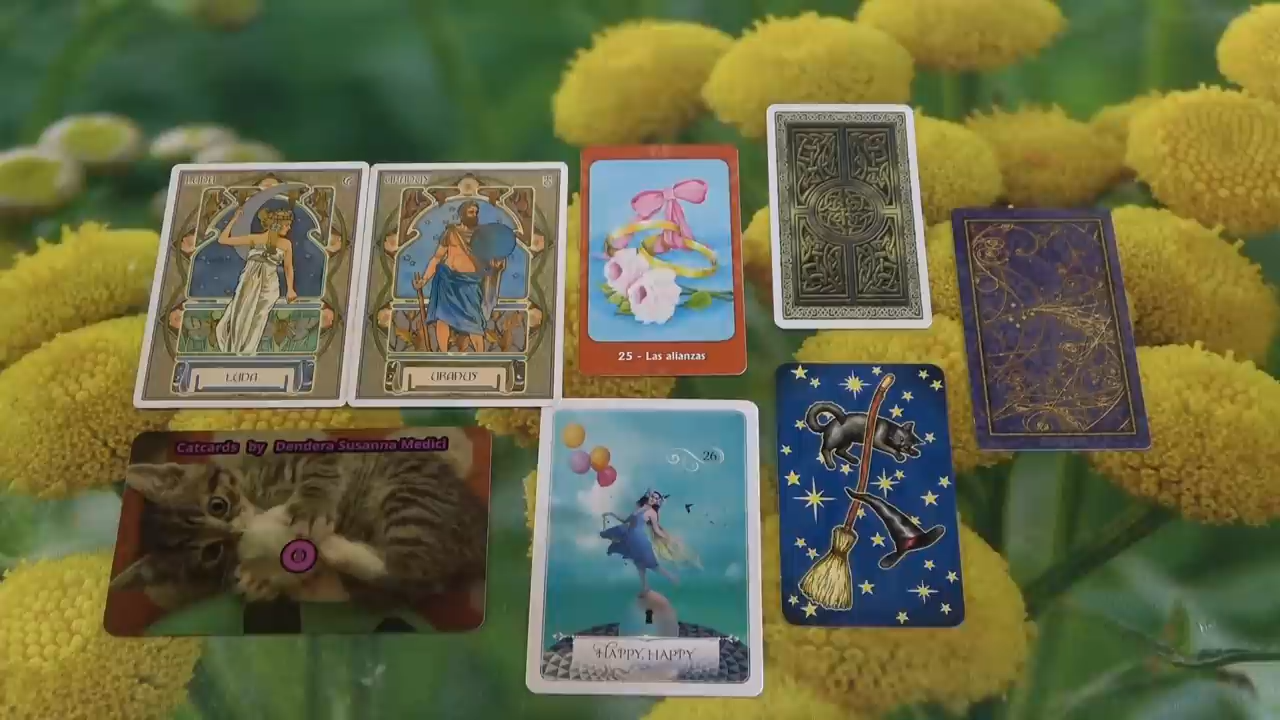 LUNA
URANUS
LUNA
URANUS
25 - Las alianzas
Catcards by Dendera Susanna Medici
26
HAPPY, HAPPY